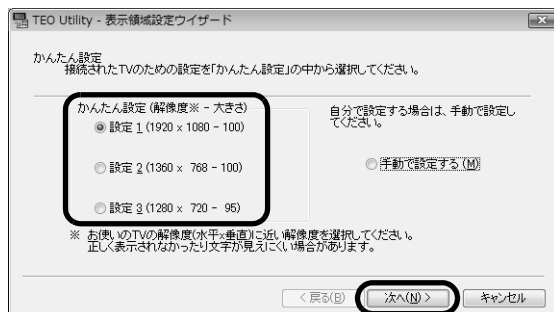 TEO Utility - 表示領域設定ウィザード
かんたん設定
接続されたTVのための設定を「かんたん設定」の中から選択してください。
かんたん設定 (解像度※ - 大きさ)
設定 1 (1920 x 1080 - 100)
設定 2 (1360 x 768 - 100)
設定 3 (1280 x 720 - 95)
自分で設定する場合は、手動で設定し
てください。
手動で設定する (M)
※ お使いのTVの解像度(水平x垂直)に近い解像度を選択してください。
正しく表示されなかったり文字が見えにくい場合があります。
< 戻る(B)
次へ(N) >
キャンセル